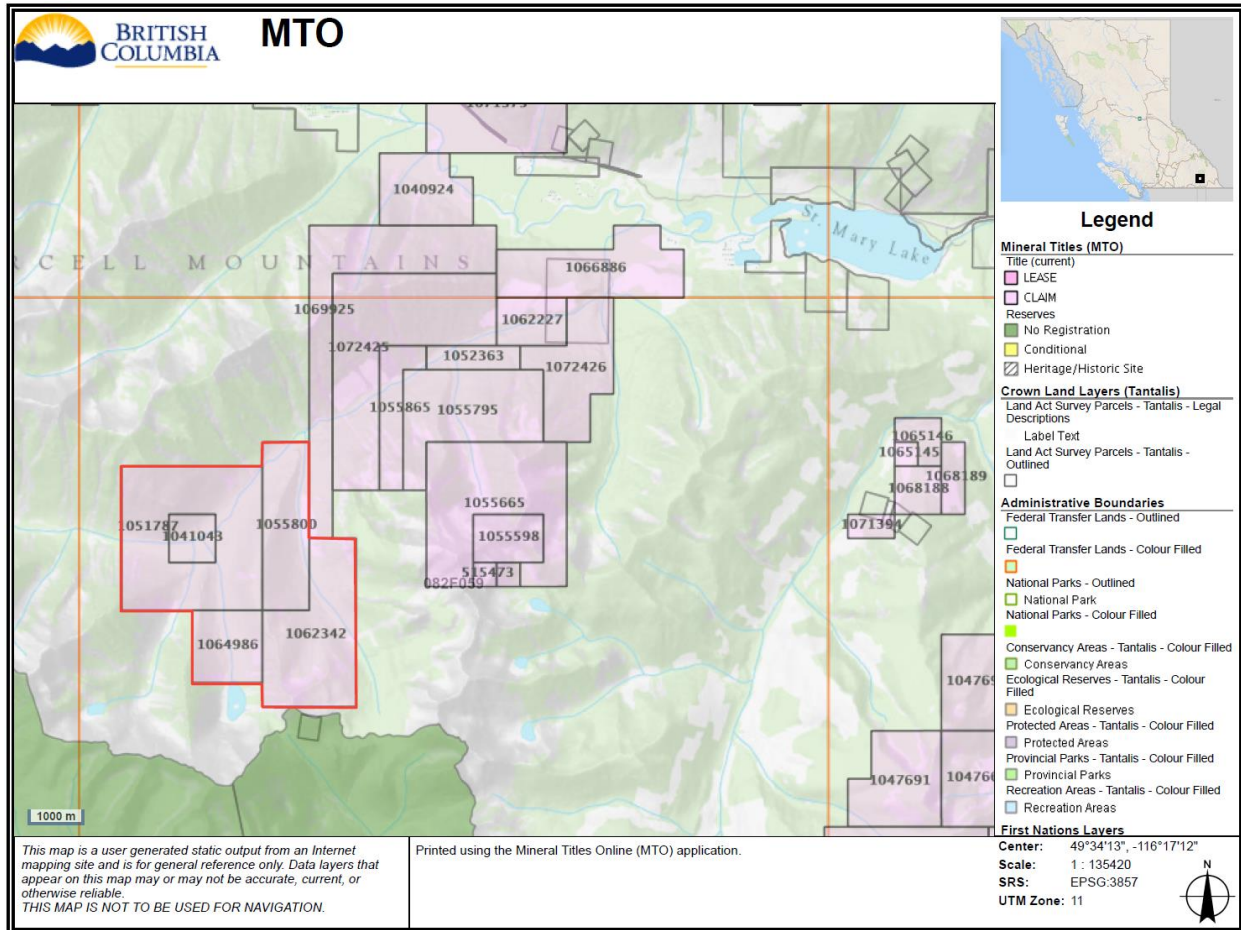 BRITISH
COLUMBIA
MTO
1071573
1040924
St. Mary Lake
R C E L L M O U N T A I N S
1066886
1069925
1062227
1072425
1052363
1072426
1055865
1055795
1065146
1065145
1068189
1068188
1055665
1051787
1041043
1055800
1055598
1071394
515473
082F059
1064986
1062342
104769
1047691
104766
1000 m
Legend
Mineral Titles (MTO)
Title (current)
LEASE
CLAIM
Reserves
No Registration
Conditional
Heritage/Historic Site
Crown Land Layers (Tantalis)
Land Act Survey Parcels - Tantalis - Legal
Descriptions
Label Text
Land Act Survey Parcels - Tantalis -
Outlined
Administrative Boundaries
Federal Transfer Lands - Outlined
Federal Transfer Lands - Colour Filled
National Parks - Outlined
National Park
National Parks - Colour Filled
Conservancy Areas - Tantalis - Colour Filled
Conservancy Areas
Ecological Reserves - Tantalis - Colour
Filled
Ecological Reserves
Protected Areas - Tantalis - Colour Filled
Protected Areas
Provincial Parks - Tantalis - Colour Filled
Provincial Parks
Recreation Areas - Tantalis - Colour Filled
Recreation Areas
First Nations Layers
This map is a user generated static output from an Internet
mapping site and is for general reference only. Data layers that
appear on this map may or may not be accurate, current, or
otherwise reliable.
THIS MAP IS NOT TO BE USED FOR NAVIGATION.
Printed using the Mineral Titles Online (MTO) application.
Center: 49°34'13", -116°17'12"
Scale: 1 : 135420
SRS: EPSG:3857
UTM Zone: 11
N